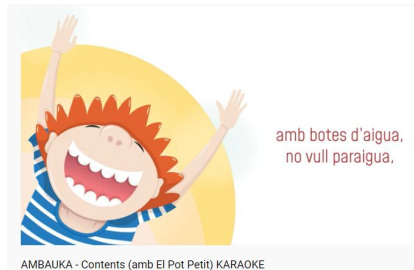 amb botes d'aigua,
no vull paraigua,
AMBAUKA - Contents (amb El Pot Petit) KARAOKE